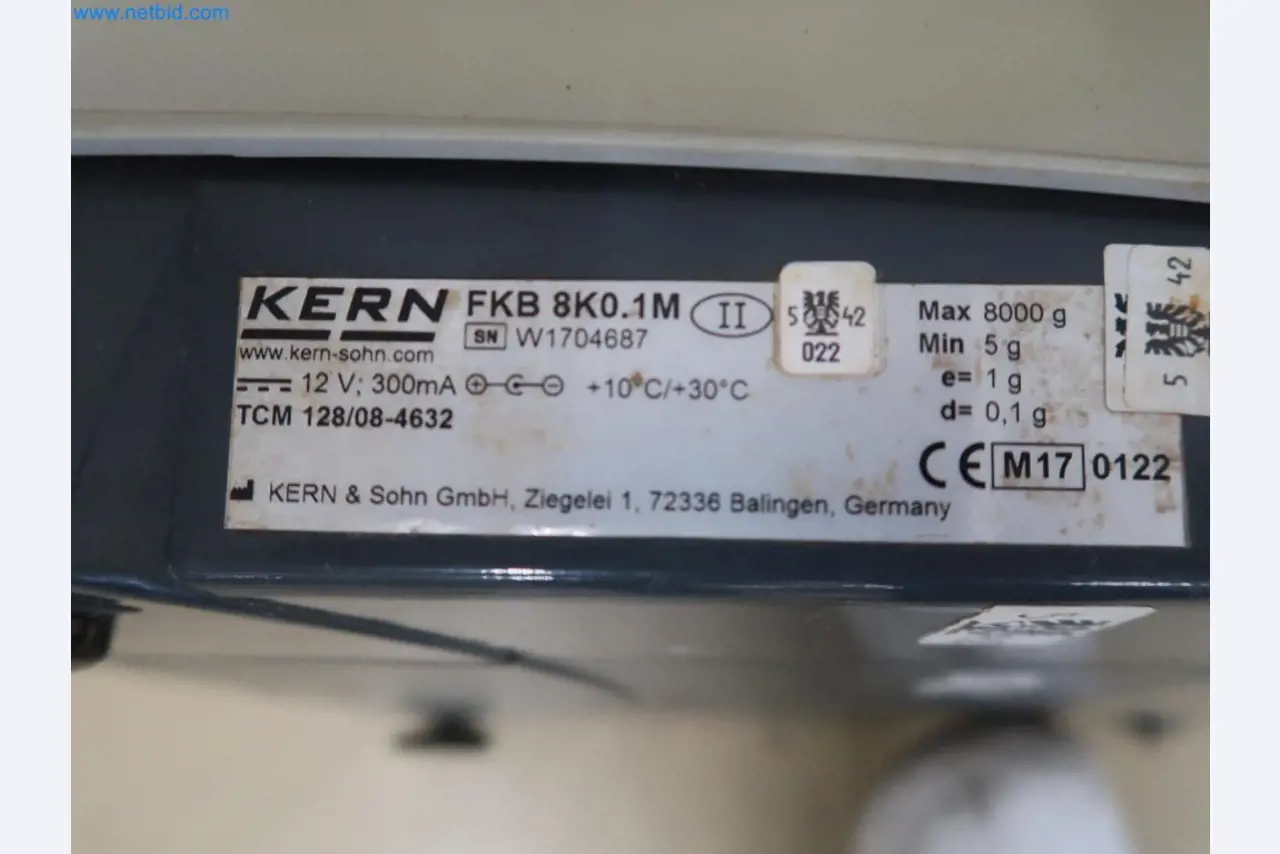 www.netbid.com
KERN FKB 8K0.1M II
SN W1704687
www.kern-sohn.com
12 V; 300mA +10°C/+30°C
TCM 128/08-4632
KERN & Sohn GmbH, Ziegelei 1, 72336 Balingen, Germany
5 42
022
Max 8000 g
Min 5 g
e= 1 g
d= 0,1 g
CE M17 0122
42
5